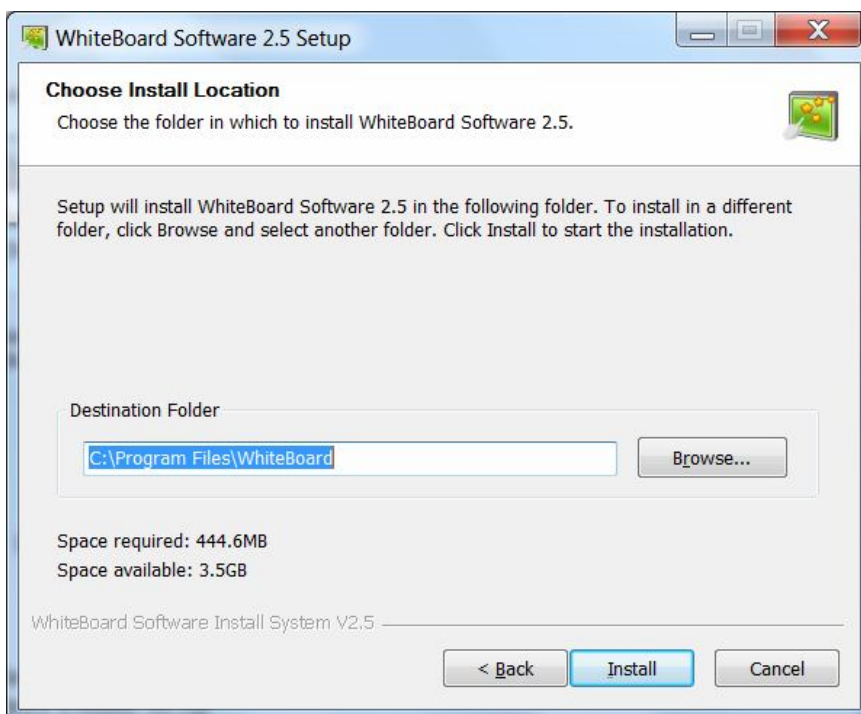 WhiteBoard Software 2.5 Setup
Choose Install Location
Choose the folder in which to install WhiteBoard Software 2.5.
Setup will install WhiteBoard Software 2.5 in the following folder. To install in a different
folder, click Browse and select another folder. Click Install to start the installation.
Destination Folder
C:\Program Files\WhiteBoard
Browse...
Space required: 444.6MB
Space available: 3.5GB
WhiteBoard Software Install System V2.5
< Back
Install
Cancel